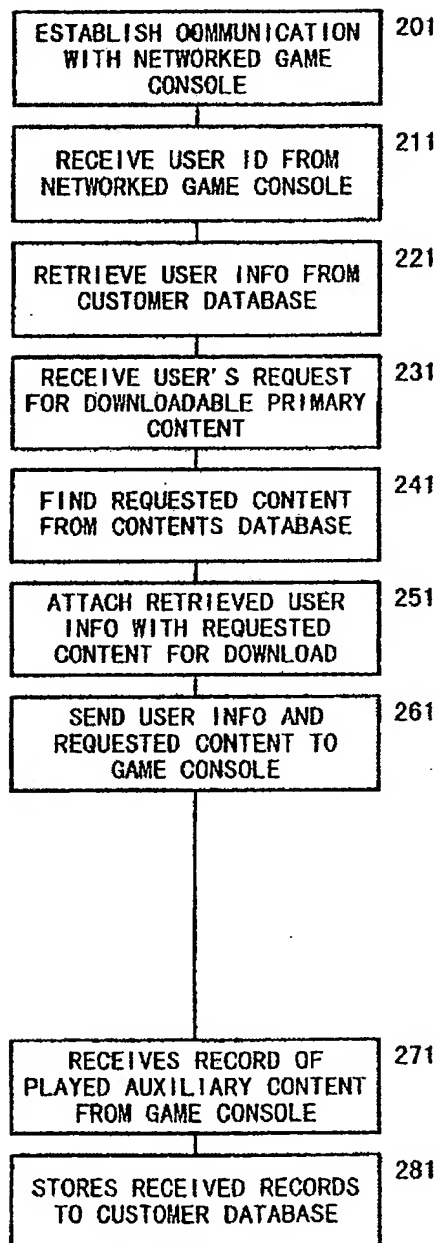 ESTABLISH COMMUNICATION
WITH NETWORKED GAME
CONSOLE
201
RECEIVE USER ID FROM
NETWORKED GAME CONSOLE
211
RETRIEVE USER INFO FROM
CUSTOMER DATABASE
221
RECEIVE USER'S REQUEST
FOR DOWNLOADABLE PRIMARY
CONTENT
231
FIND REQUESTED CONTENT
FROM CONTENTS DATABASE
241
ATTACH RETRIEVED USER
INFO WITH REQUESTED
CONTENT FOR DOWNLOAD
251
SEND USER INFO AND
REQUESTED CONTENT TO
GAME CONSOLE
261
RECEIVES RECORD OF
PLAYED AUXILIARY CONTENT
FROM GAME CONSOLE
271
STORES RECEIVED RECORDS
TO CUSTOMER DATABASE
281